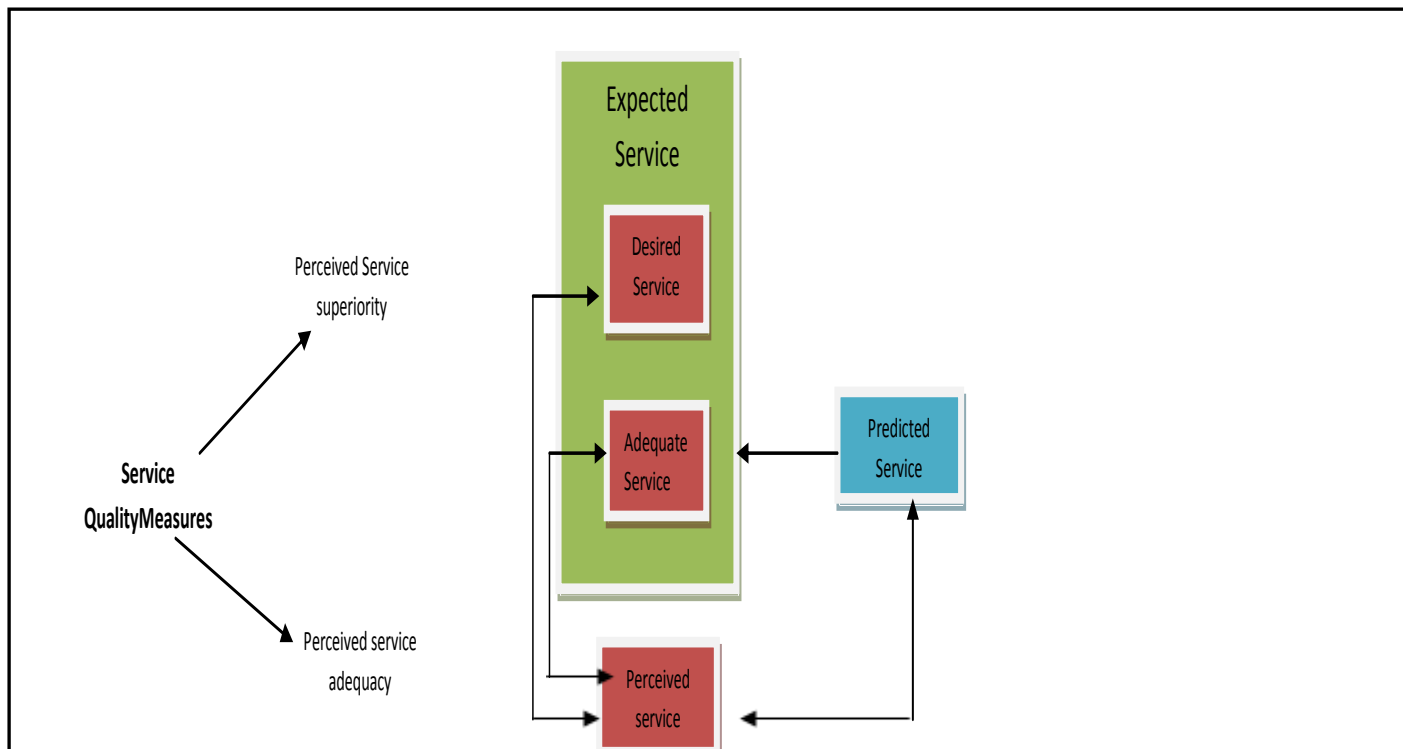 Expected
Service
Desired
Service
Perceived Service
superiority
Adequate
Service
Predicted
Service
Service
QualityMeasures
Perceived service
adequacy
Perceived
service